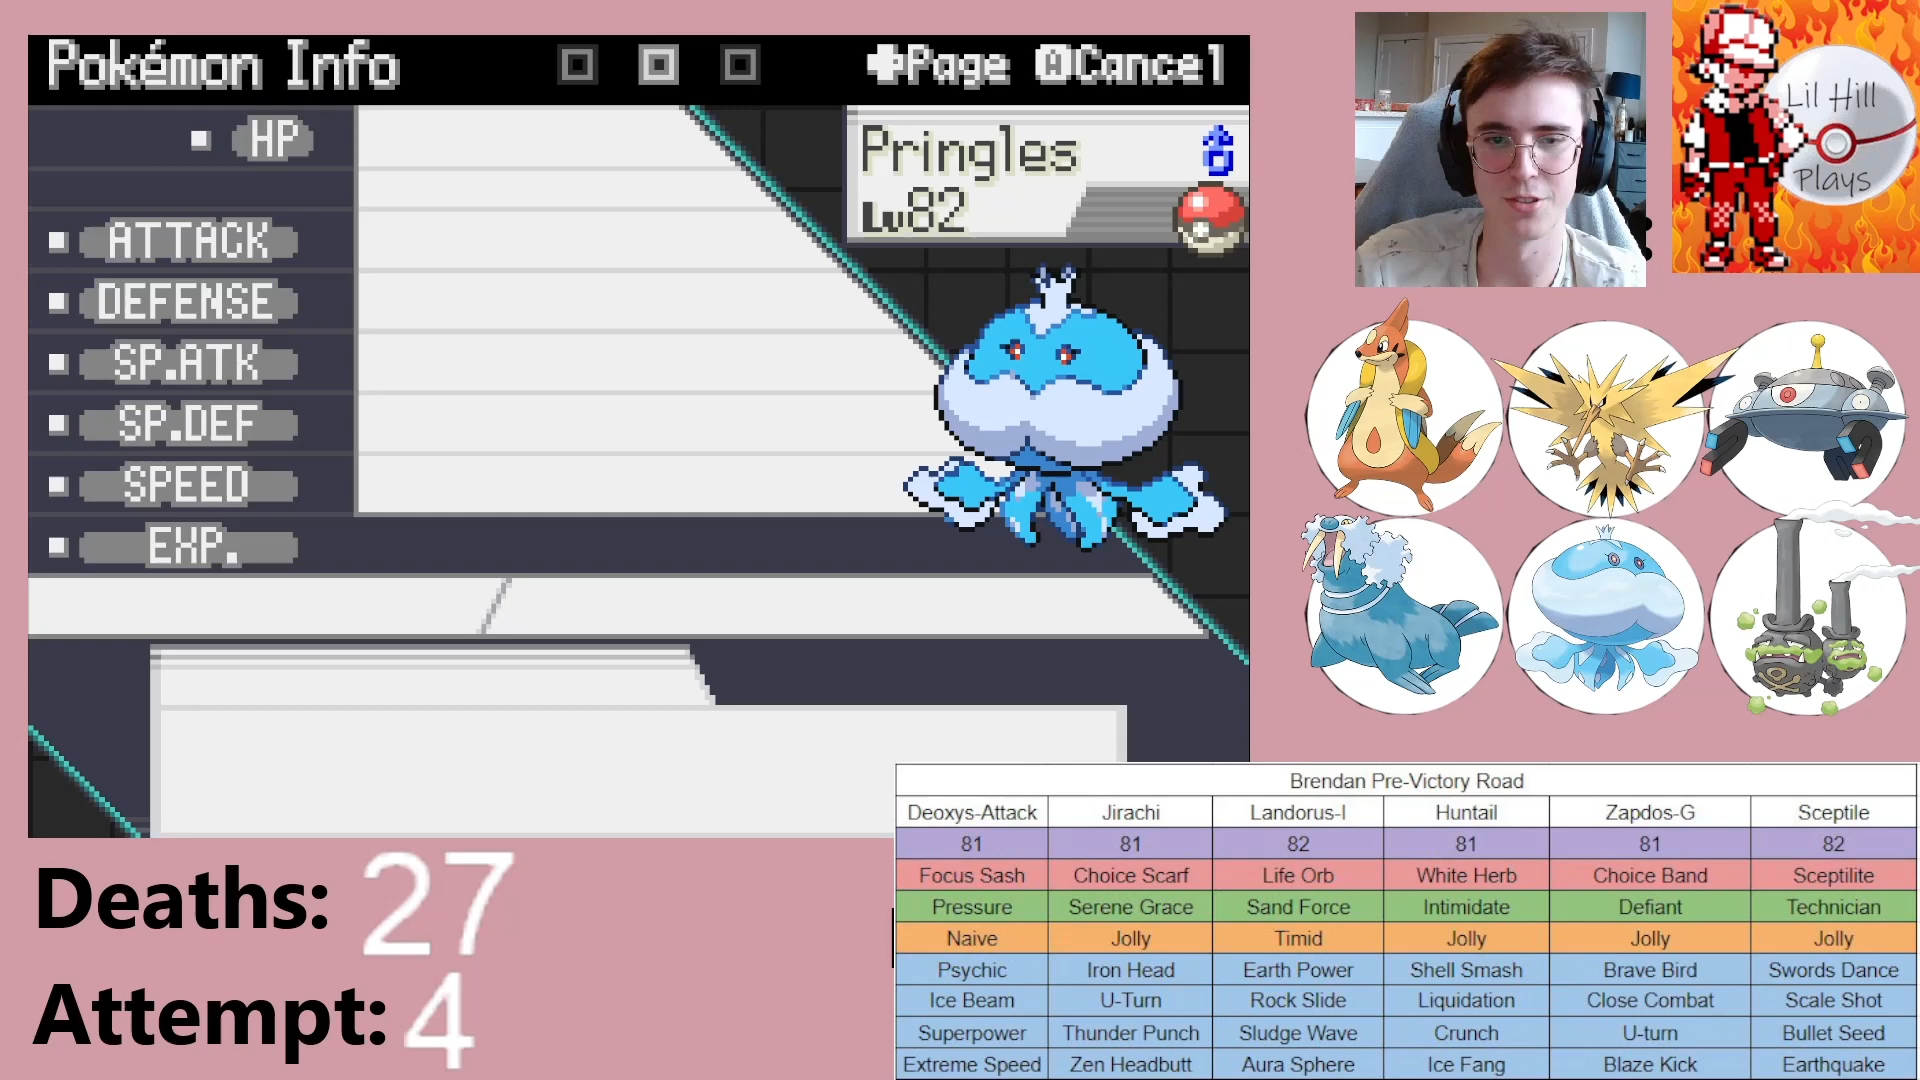 Pokémon Info
Page
Cancel
HP
Pringles
Lv82
ATTACK
DEFENSE
SP.ATK
SP.DEF
SPEED
EXP.
Lil Hill
Plays
Brendan Pre-Victory Road
Deoxys-Attack Jirachi Landorus-I Huntail Zapdos-G Sceptile
81 81 82 81 81 82
Focus Sash Choice Scarf Life Orb White Herb Choice Band Sceptilite
Pressure Serene Grace Sand Force Intimidate Defiant Technician
Naive Jolly Timid Jolly Jolly Jolly
Psychic Iron Head Earth Power Shell Smash Brave Bird Swords Dance
Ice Beam U-Turn Rock Slide Liquidation Close Combat Scale Shot
Superpower Thunder Punch Sludge Wave Crunch U-turn Bullet Seed
Extreme Speed Zen Headbutt Aura Sphere Ice Fang Blaze Kick Earthquake
Deaths: 27
Attempt: 4